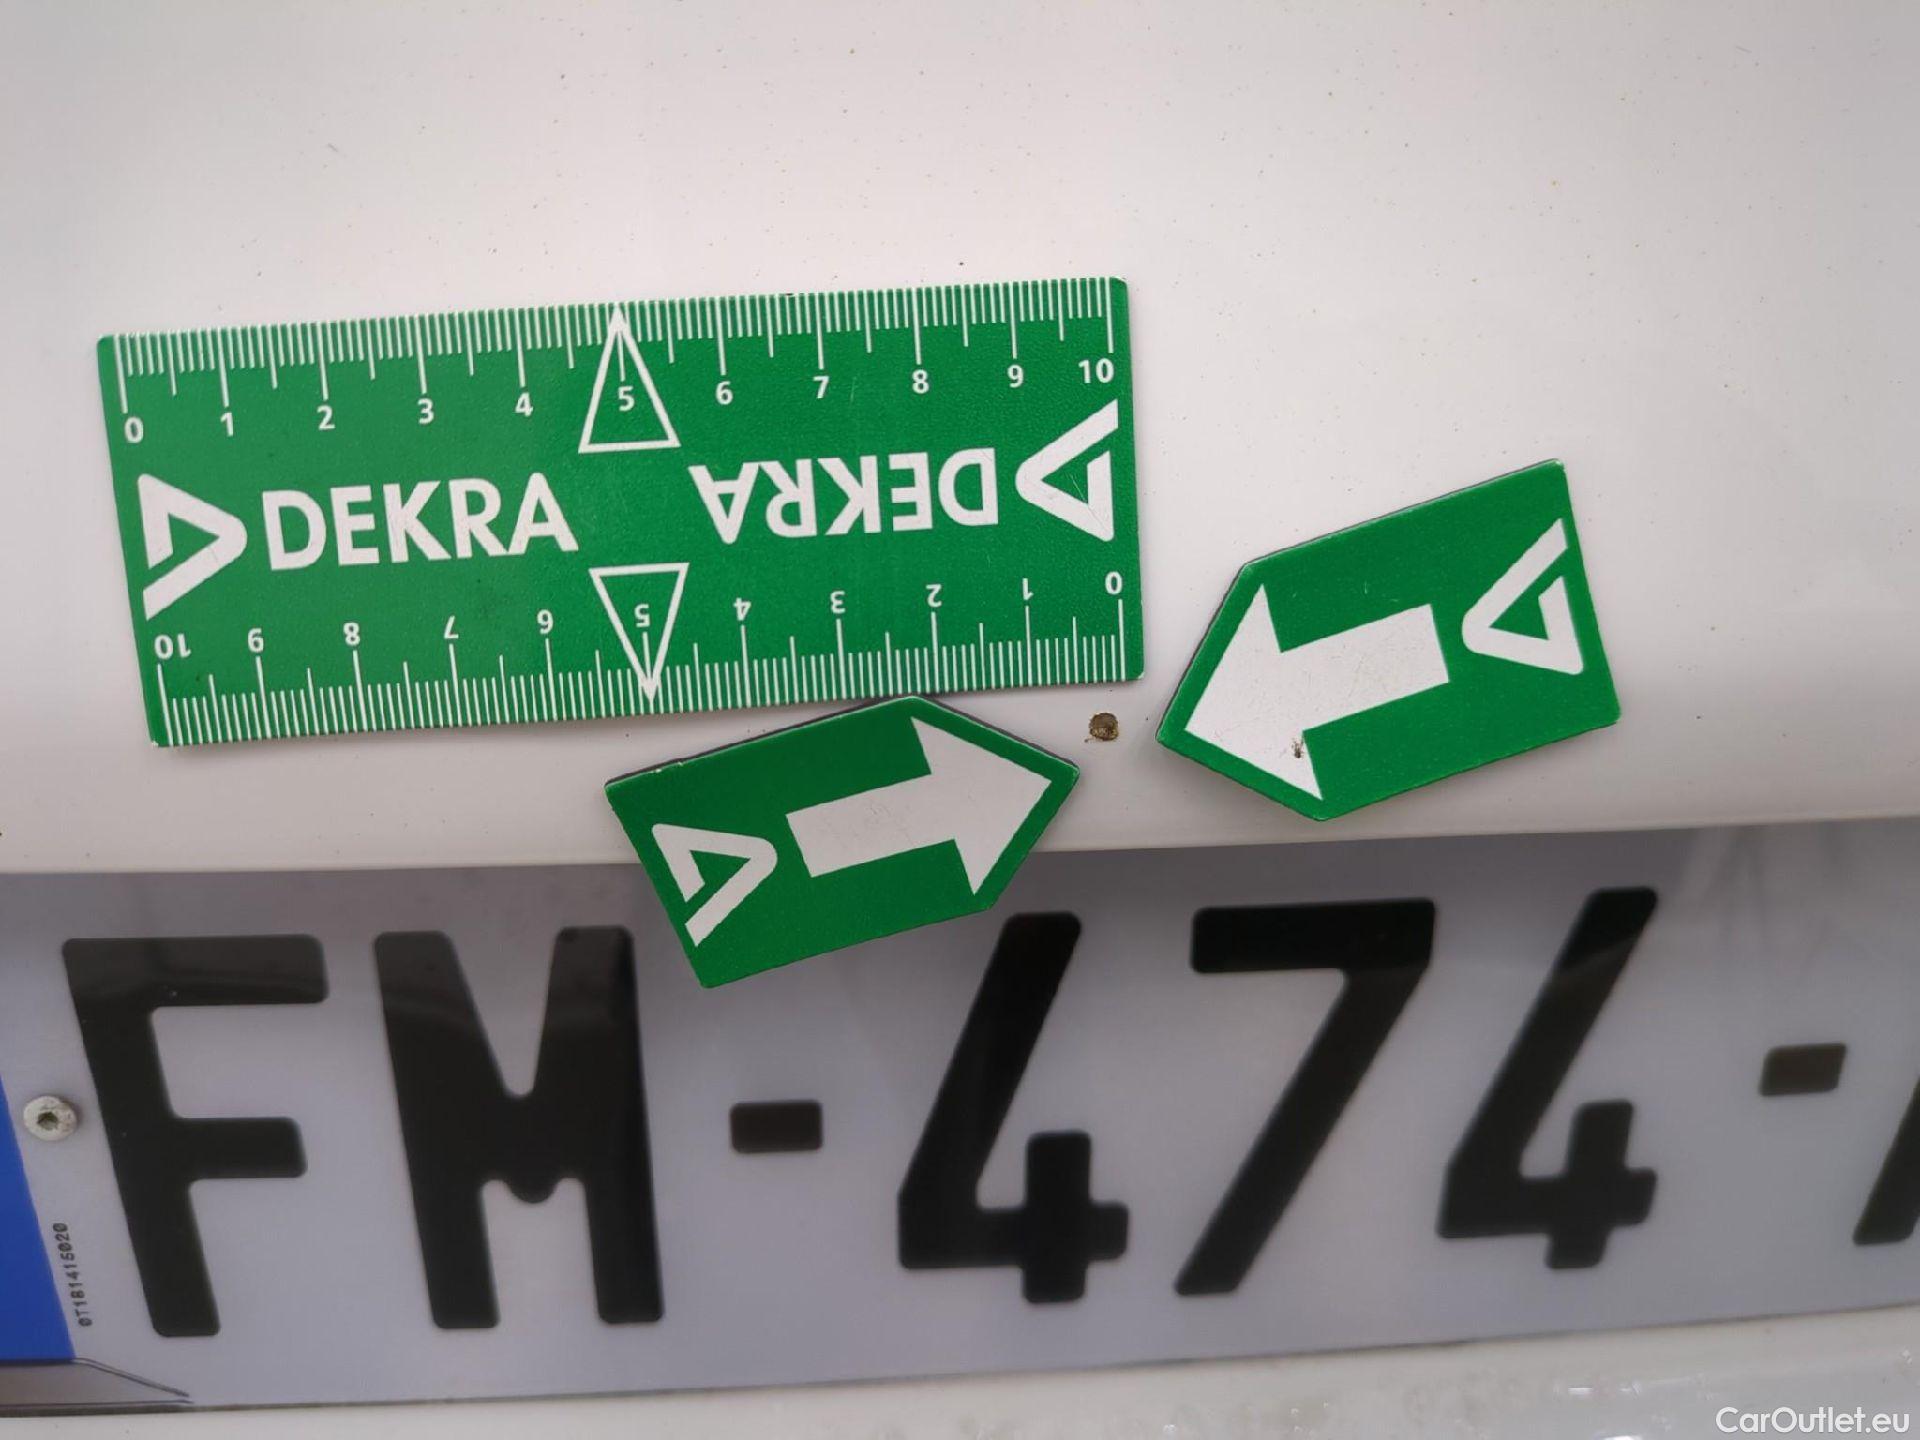 0 1 2 3 4 5 6 7 8 9 10
DEKRA
DEKRA
10 9 8 7 6 5 4 3 2 1 0
FM-474-
0T181415020
CarOutlet.eu